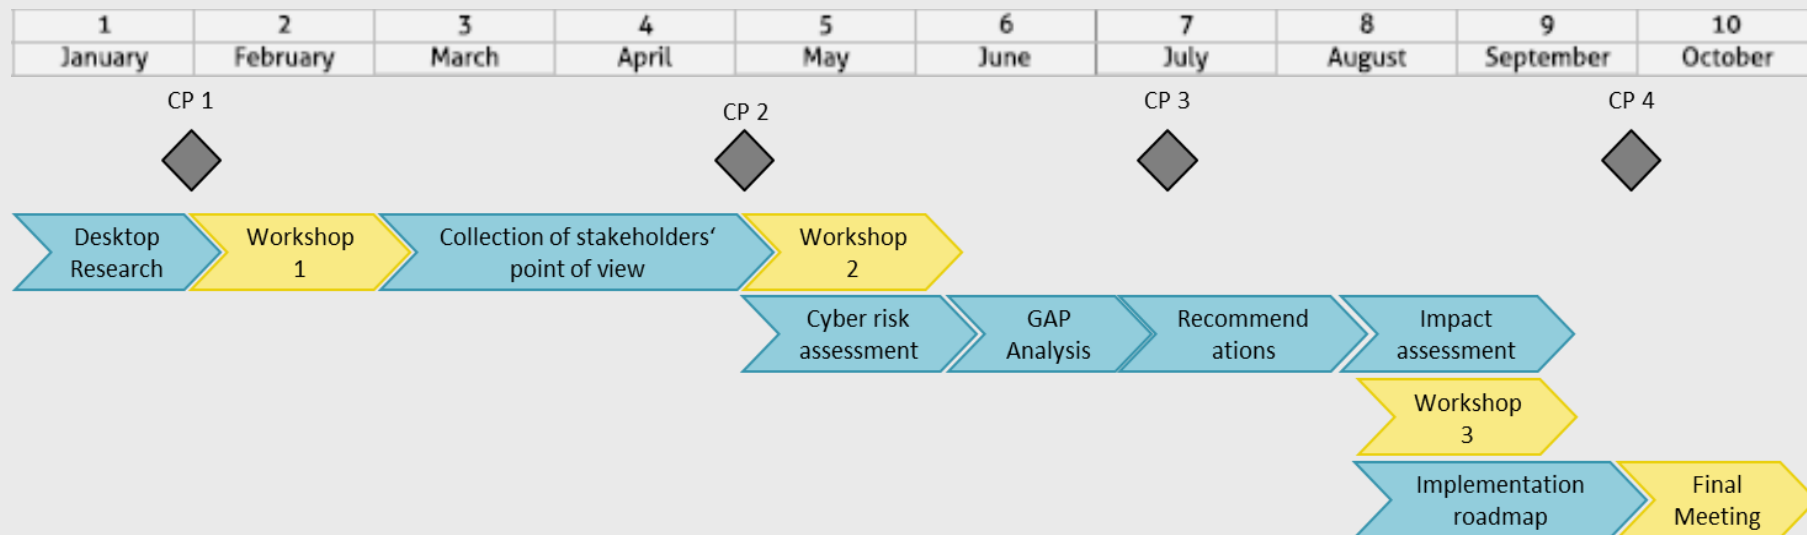 1 2 3 4 5 6 7 8 9 10
January February March April May June July August September October
CP 1 CP 2 CP 3 CP 4
Desktop Research
Workshop 1
Collection of stakeholders‘ point of view
Workshop 2
Cyber risk assessment
GAP Analysis
Recommend ations
Impact assessment
Workshop 3
Implementation roadmap
Final Meeting